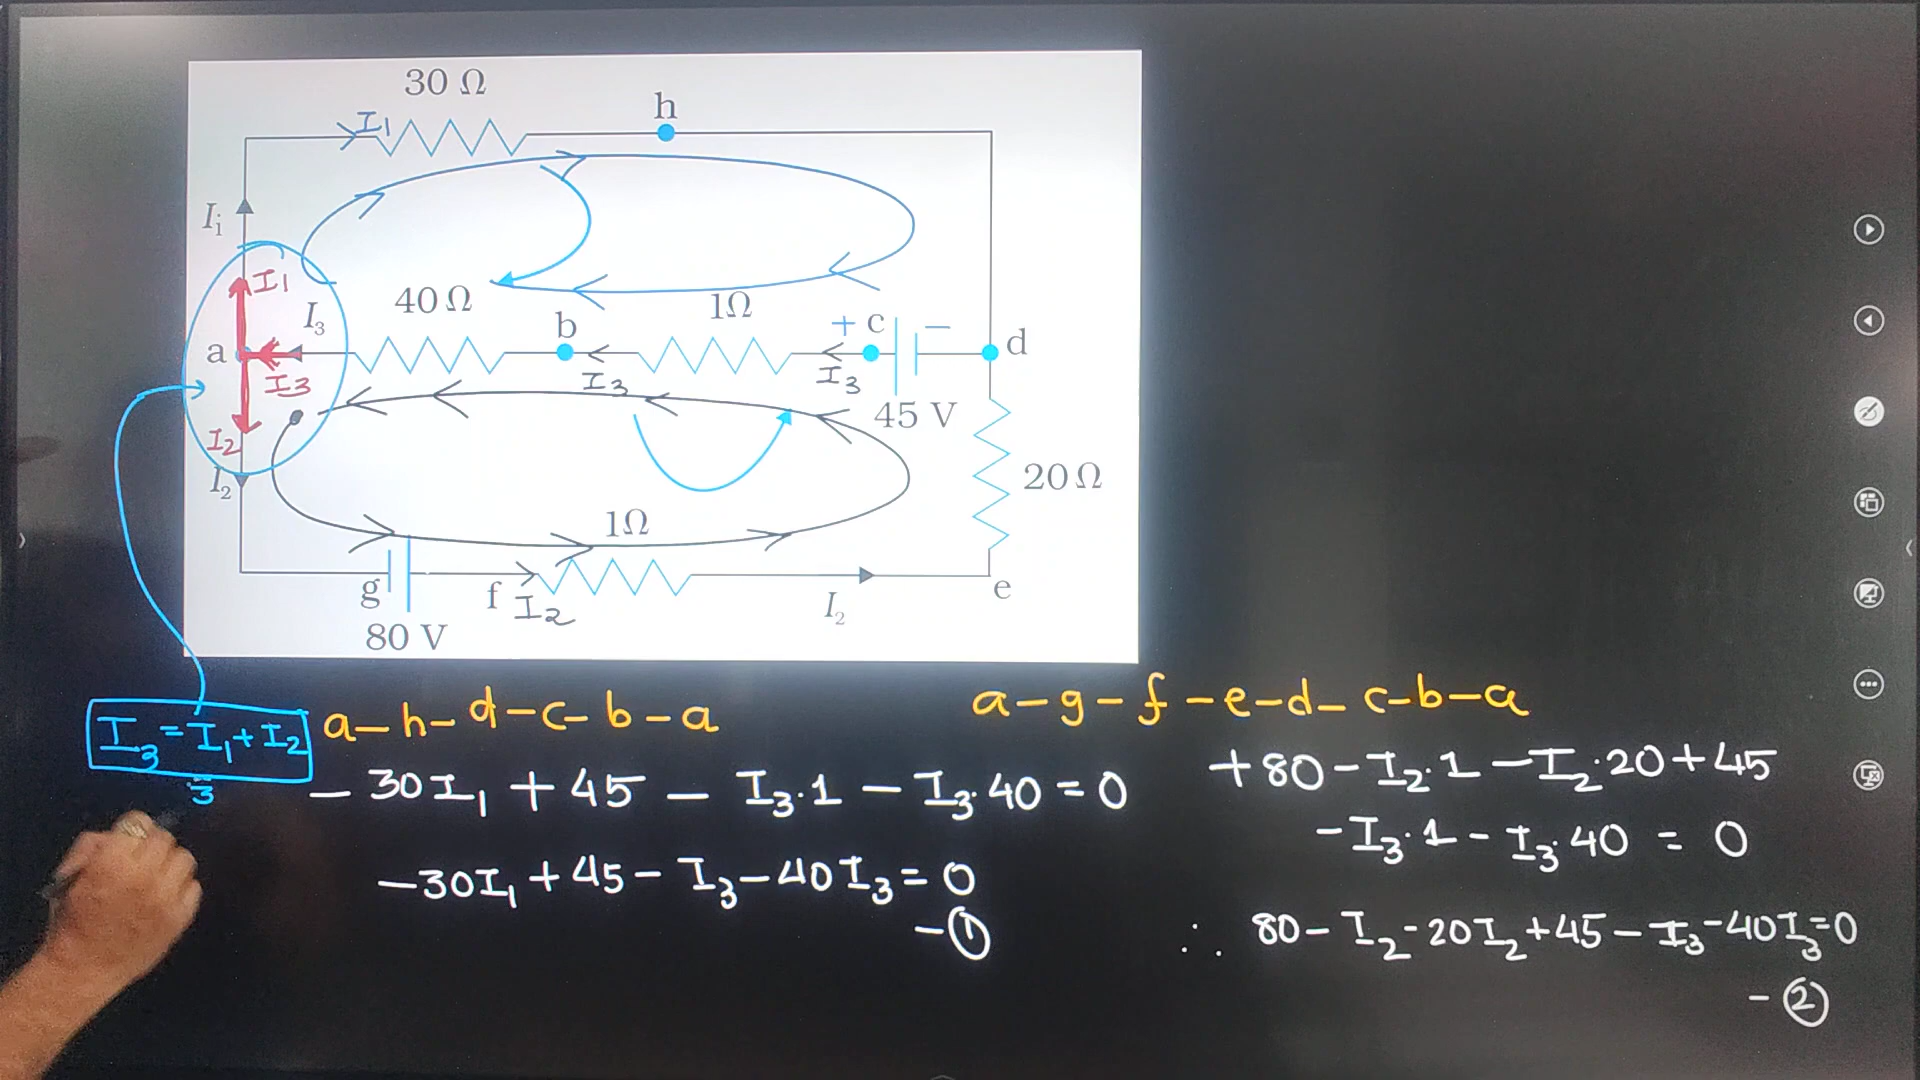 30 Ω
h
I₁
Iᵢ
I₁
40 Ω
1Ω
I₃
b
+ c −
a
d
I₃
I₃
I₃
45 V
I₂
I₂
20 Ω
1Ω
g
f
I₂
I₂
e
80 V
I₃ = I₁ + I₂
3
a-h-d-c-b-a
- 30I₁ + 45 - I₃·1 - I₃·40 = 0
-30I₁ + 45 - I₃ - 40I₃ = 0
- ①
a-g-f-e-d-c-b-a
+80 - I₂·1 - I₂·20 + 45
- I₃·1 - I₃·40 = 0
∴ 80 - I₂ - 20I₂ + 45 - I₃ - 40I₃ = 0
- ②